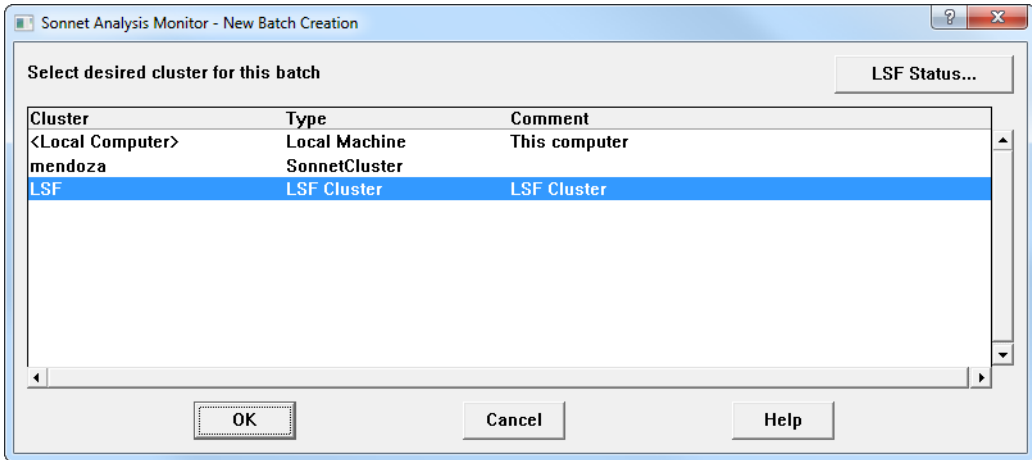 Sonnet Analysis Monitor - New Batch Creation
?
Select desired cluster for this batch
LSF Status...
Cluster Type Comment
<Local Computer> Local Machine This computer
mendoza SonnetCluster
LSF LSF Cluster LSF Cluster
OK Cancel Help